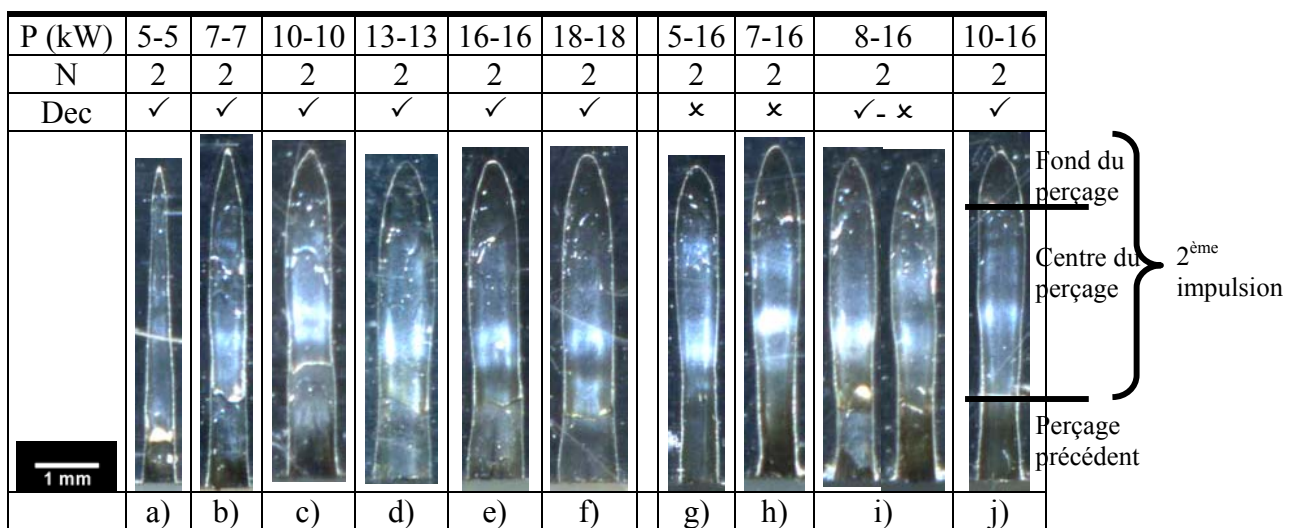 P (kW) 5-5 7-7 10-10 13-13 16-16 18-18 5-16 7-16 8-16 10-16
N 2 2 2 2 2 2 2 2 2 2
Dec ✓ ✓ ✓ ✓ ✓ ✓ × × ✓- × ✓
Fond du
perçage
Centre du
perçage
2ème
impulsion
Perçage
précédent
1 mm
a) b) c) d) e) f) g) h) i) j)